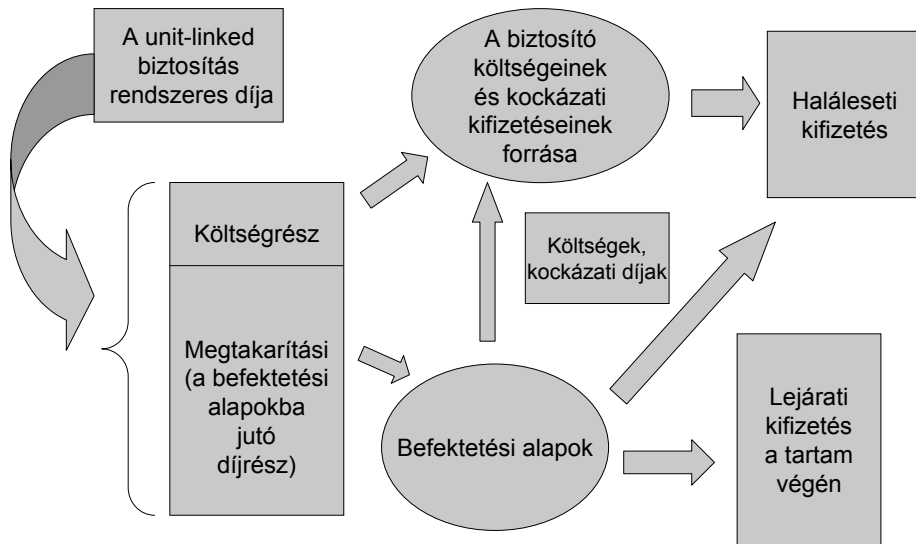 A unit-linked
biztosítás
rendszeres díja
A biztosító
költségeinek
és kockázati
kifizetéseinek
forrása
Haláleseti
kifizetés
Költségrész
Költségek,
kockázati díjak
Megtakarítási
(a befektetési
alapokba
jutó
díjrész)
Befektetési alapok
Lejárati
kifizetés
a tartam
végén